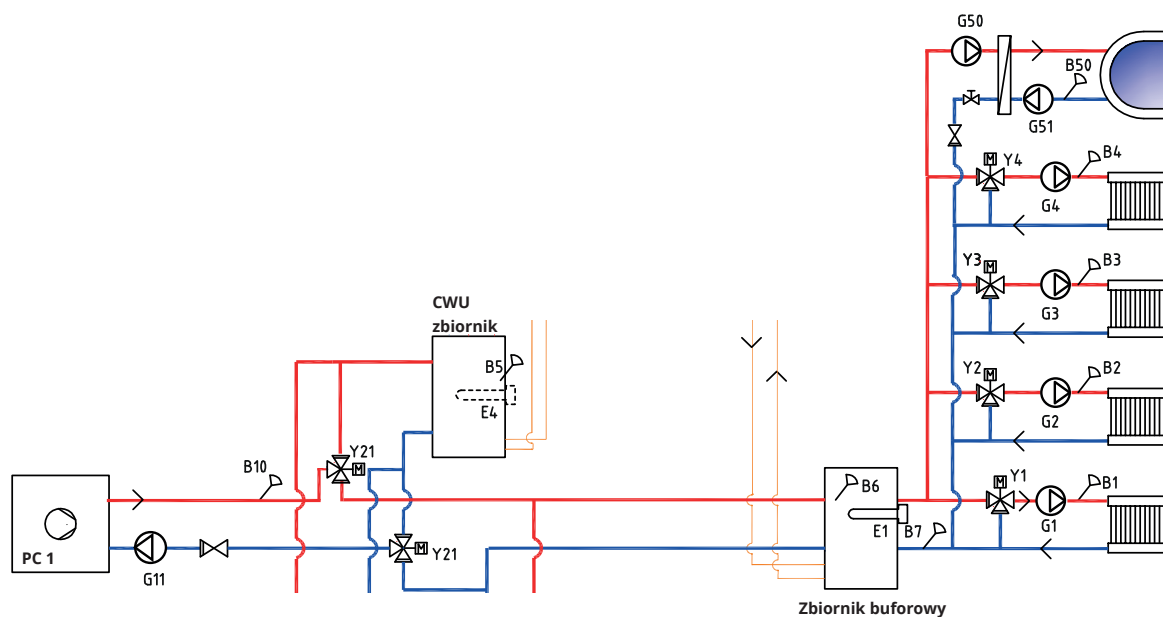 G50
B50
G51
M
Y4
B4
G4
Y3
M
B3
G3
CWU
zbiornik
B5
E4
Y2
M
B2
G2
Y21
M
B10
B6
E1
B7
M
Y1
B1
G1
PC 1
G11
M
Y21
Zbiornik buforowy